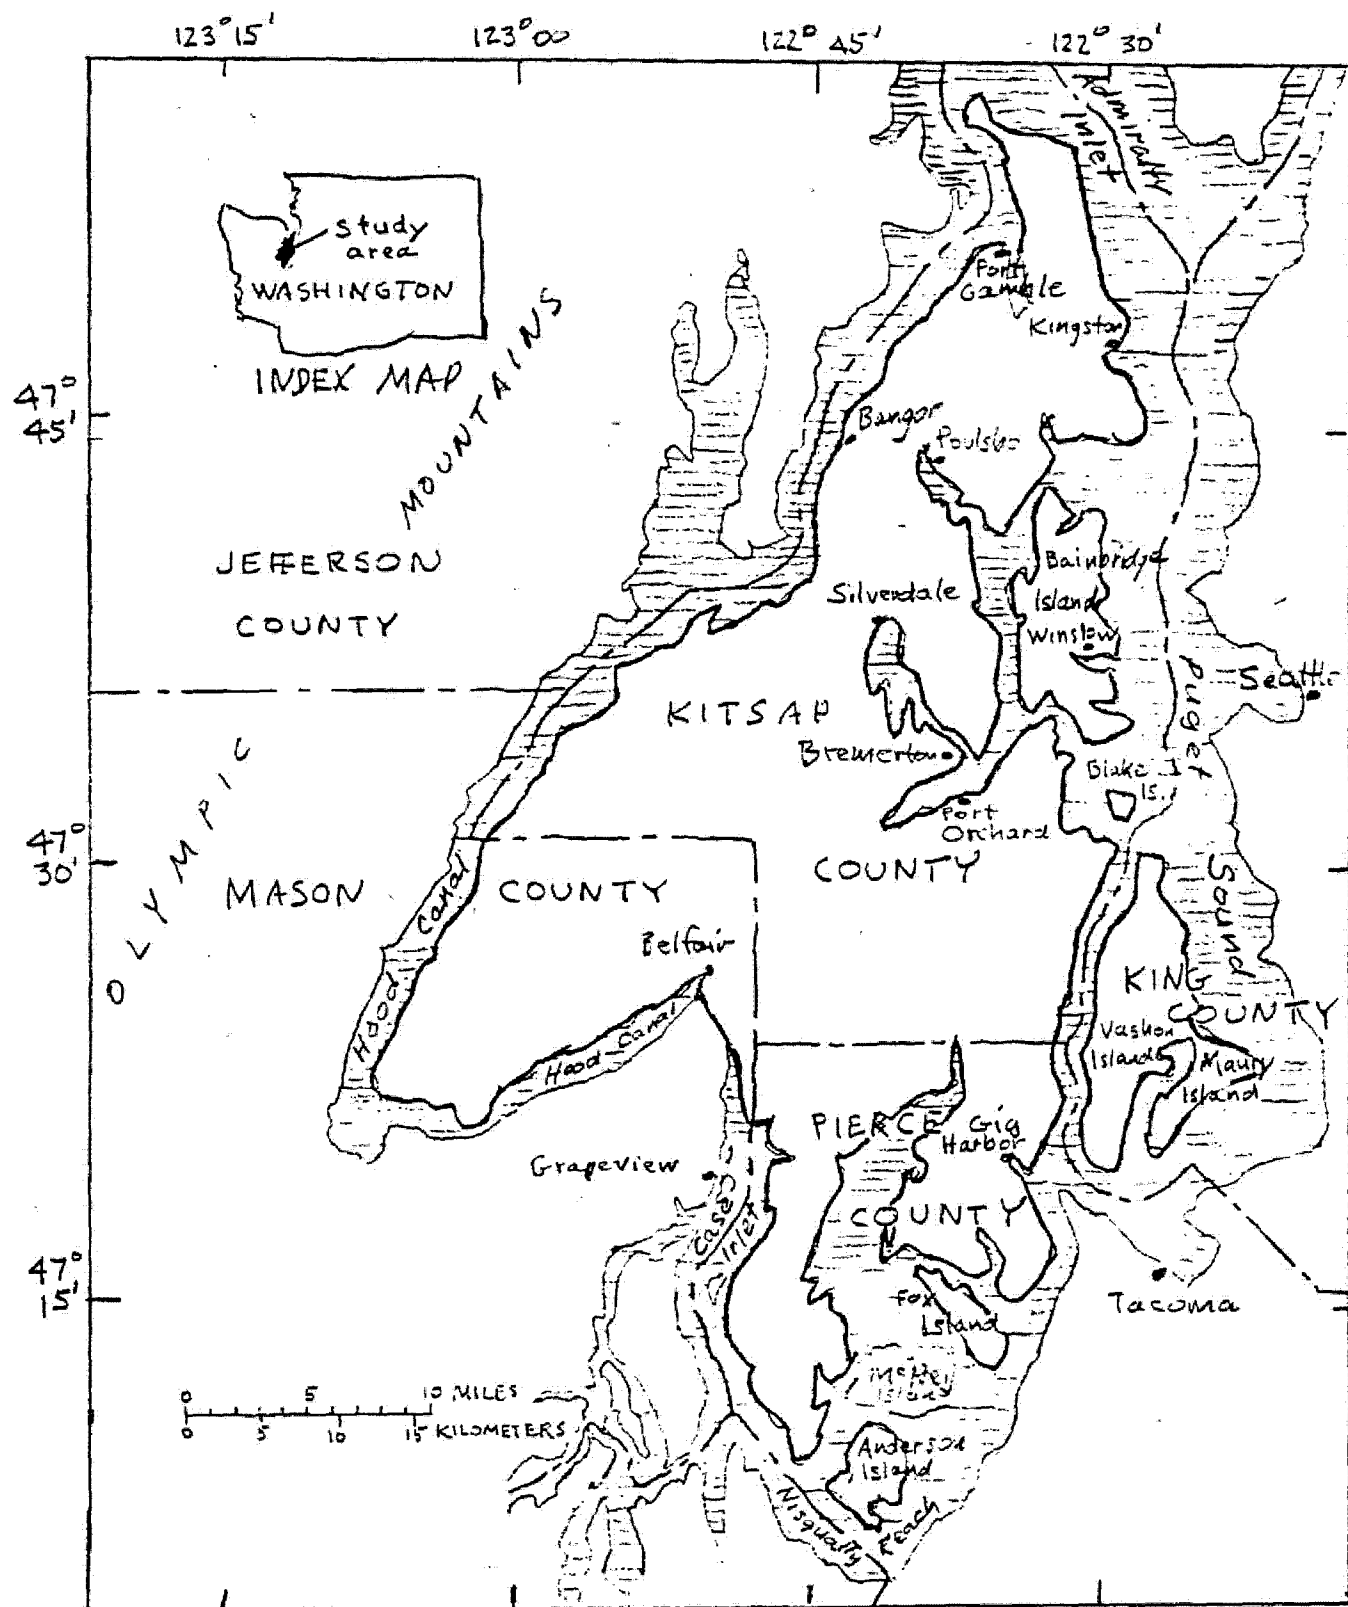 123° 15'
123° 00
122° 45'
122° 30'
Admiralty
Inlet
Study
area
WASHINGTON
INDEX MAP
Port
Gamble
Kingston
47°
45'
OLYMPIC
MOUNTAINS
Bangor
Poulsbo
JEFFERSON
COUNTY
Bainbridge
Island
Silverdale
Winslow
Puget
Sound
Seattle
KITSAP
COUNTY
Bremerton
Blake
Is.
Port
Orchard
47°
30'
MASON COUNTY
Hood Canal
Belfair
Hood Canal
KING
COUNTY
Vashon
Island
Maury
Island
PIERCE
COUNTY
Gig
Harbor
Grapeview
Case
Inlet
47°
15'
Fox
Island
Tacoma
Island
0 5 10 MILES
0 5 10 15 KILOMETERS
Anderson
Island
Nisqually
Reach